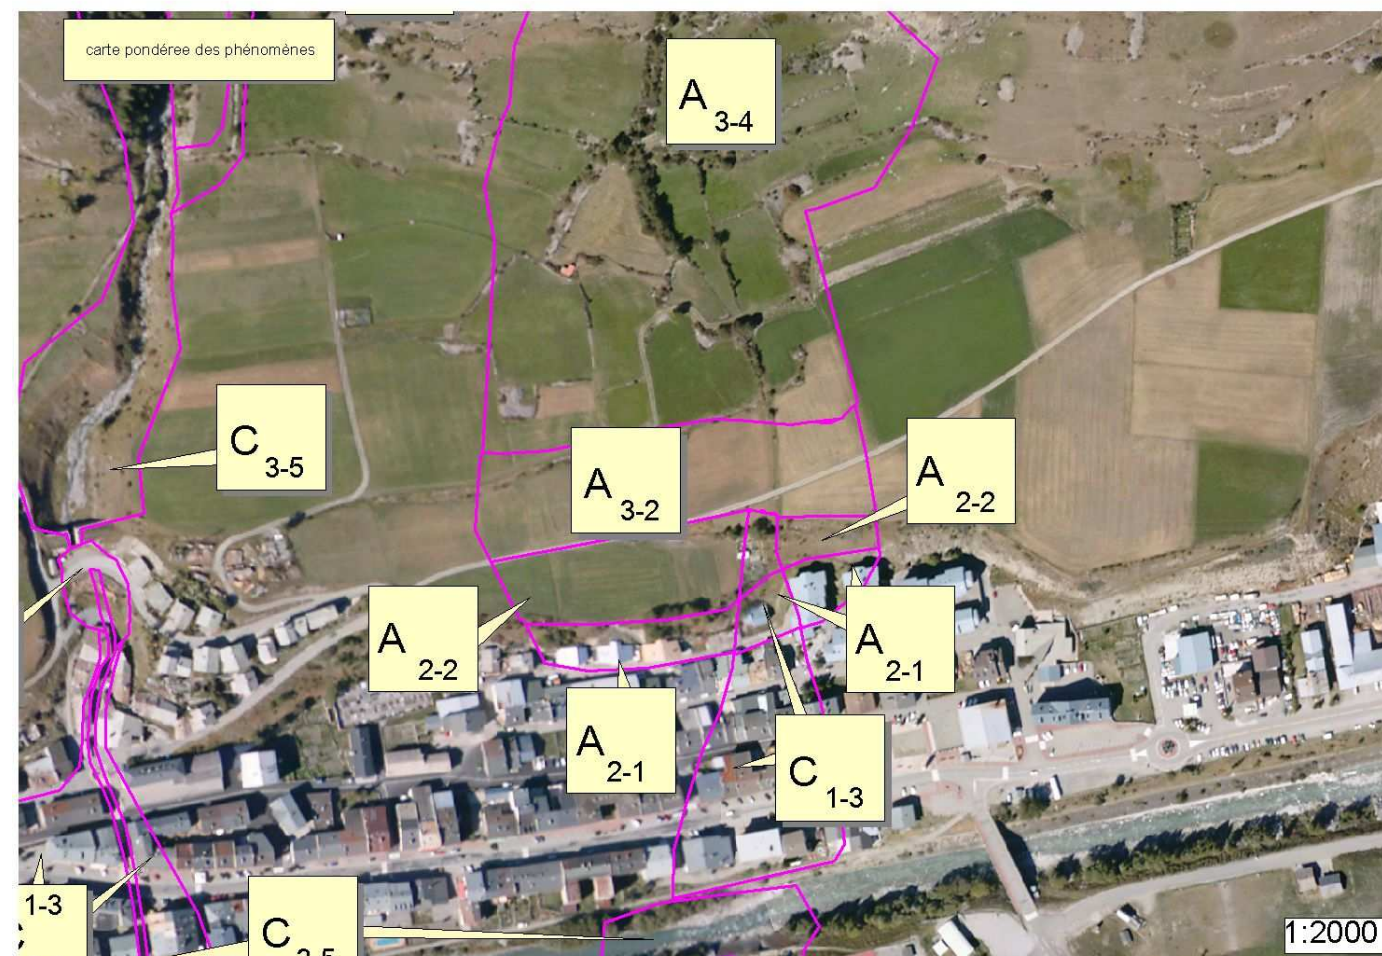 carte pondéree des phénomènes
A 3-4
C 3-5
A 3-2
A 2-2
A 2-2
A 2-1
A 2-1
C 1-3
1-3
C
1:2000